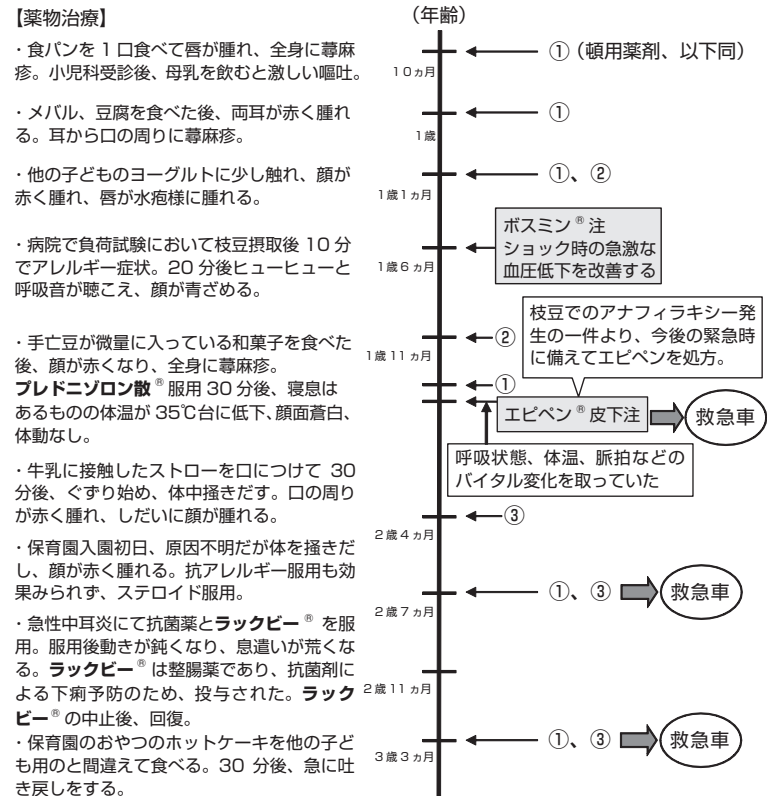 【薬物治療】
・食パンを 1 口食べて唇が腫れ、全身に蕁麻
疹。小児科受診後、母乳を飲むと激しい嘔吐。
・メバル、豆腐を食べた後、両耳が赤く腫れ
る。耳から口の周りに蕁麻疹。
・他の子どものヨーグルトに少し触れ、顔が
赤く腫れ、唇が水疱様に腫れる。
・病院で負荷試験において枝豆摂取後 10 分
でアレルギー症状。20 分後ヒューヒューと
呼吸音が聴こえ、顔が青ざめる。
・手亡豆が微量に入っている和菓子を食べた
後、顔が赤くなり、全身に蕁麻疹。
プレドニゾロン散®服用 30 分後、寝息は
あるものの体温が 35℃台に低下、顔面蒼白、
体動なし。
・牛乳に接触したストローを口につけて 30
分後、ぐずり始め、体中掻きだす。口の周り
が赤く腫れ、しだいに顔が腫れる。
・保育園入園初日、原因不明だが体を掻きだ
し、顔が赤く腫れる。抗アレルギー服用も効
果みられず、ステロイド服用。
・急性中耳炎にて抗菌薬とラックビー® を服
用。服用後動きが鈍くなり、息遣いが荒くな
る。ラックビー®は整腸薬であり、抗菌剤に
よる下痢予防のため、投与された。ラック
ビー®の中止後、回復。
・保育園のおやつのホットケーキを他の子ど
も用のと間違えて食べる。30 分後、急に吐
き戻しをする。
（年齢）
10ヵ月
①（頓用薬剤、以下同）
1歳
①
1歳1ヵ月
①、②
1歳6ヵ月
ボスミン®注
ショック時の急激な
血圧低下を改善する
1歳11ヵ月
②
枝豆でのアナフィラキシー発
生の一件より、今後の緊急時
に備えてエピペンを処方。
①
エピペン®皮下注
救急車
呼吸状態、体温、脈拍などの
バイタル変化を取っていた
2歳4ヵ月
③
2歳7ヵ月
①、③
救急車
2歳11ヵ月
3歳3ヵ月
①、③
救急車